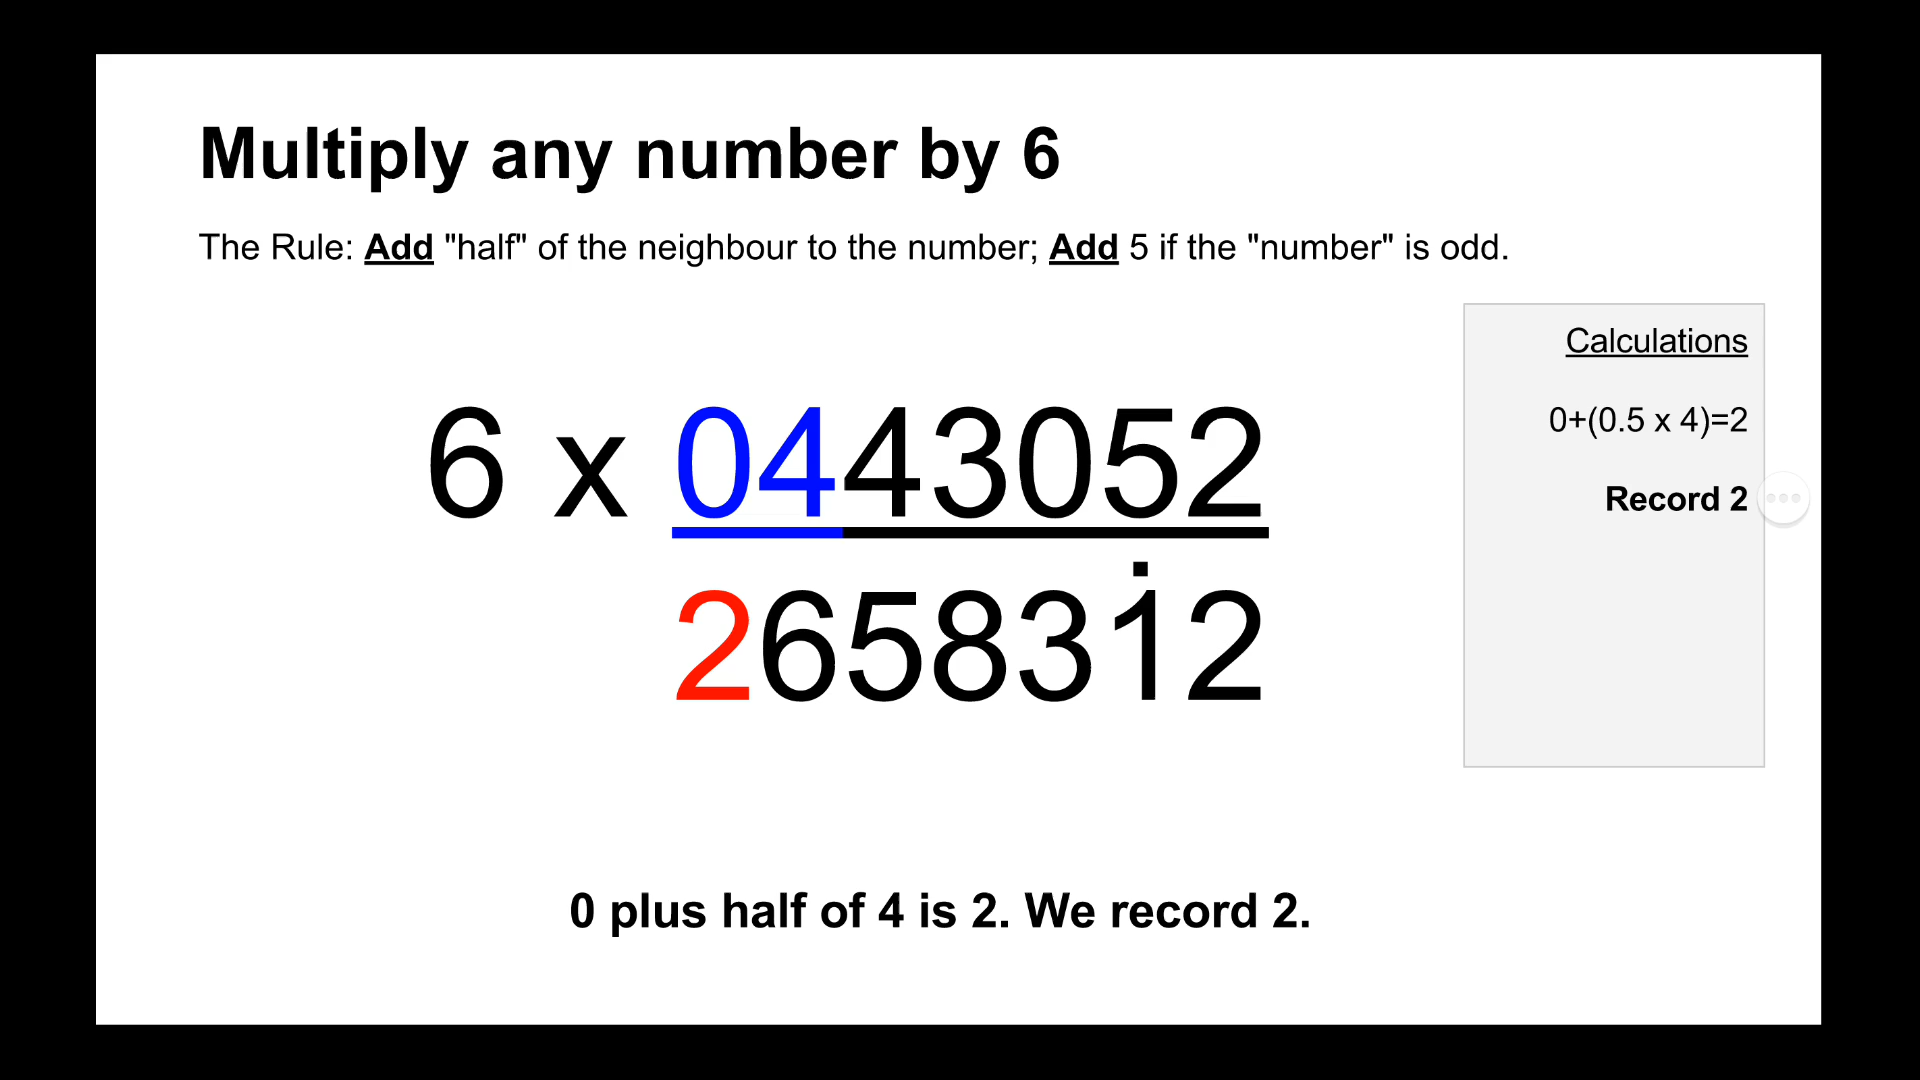 Multiply any number by 6
The Rule: Add "half" of the neighbour to the number; Add 5 if the "number" is odd.
Calculations
0+(0.5 x 4)=2
Record 2
6 x 0443052
26583i2
0 plus half of 4 is 2. We record 2.